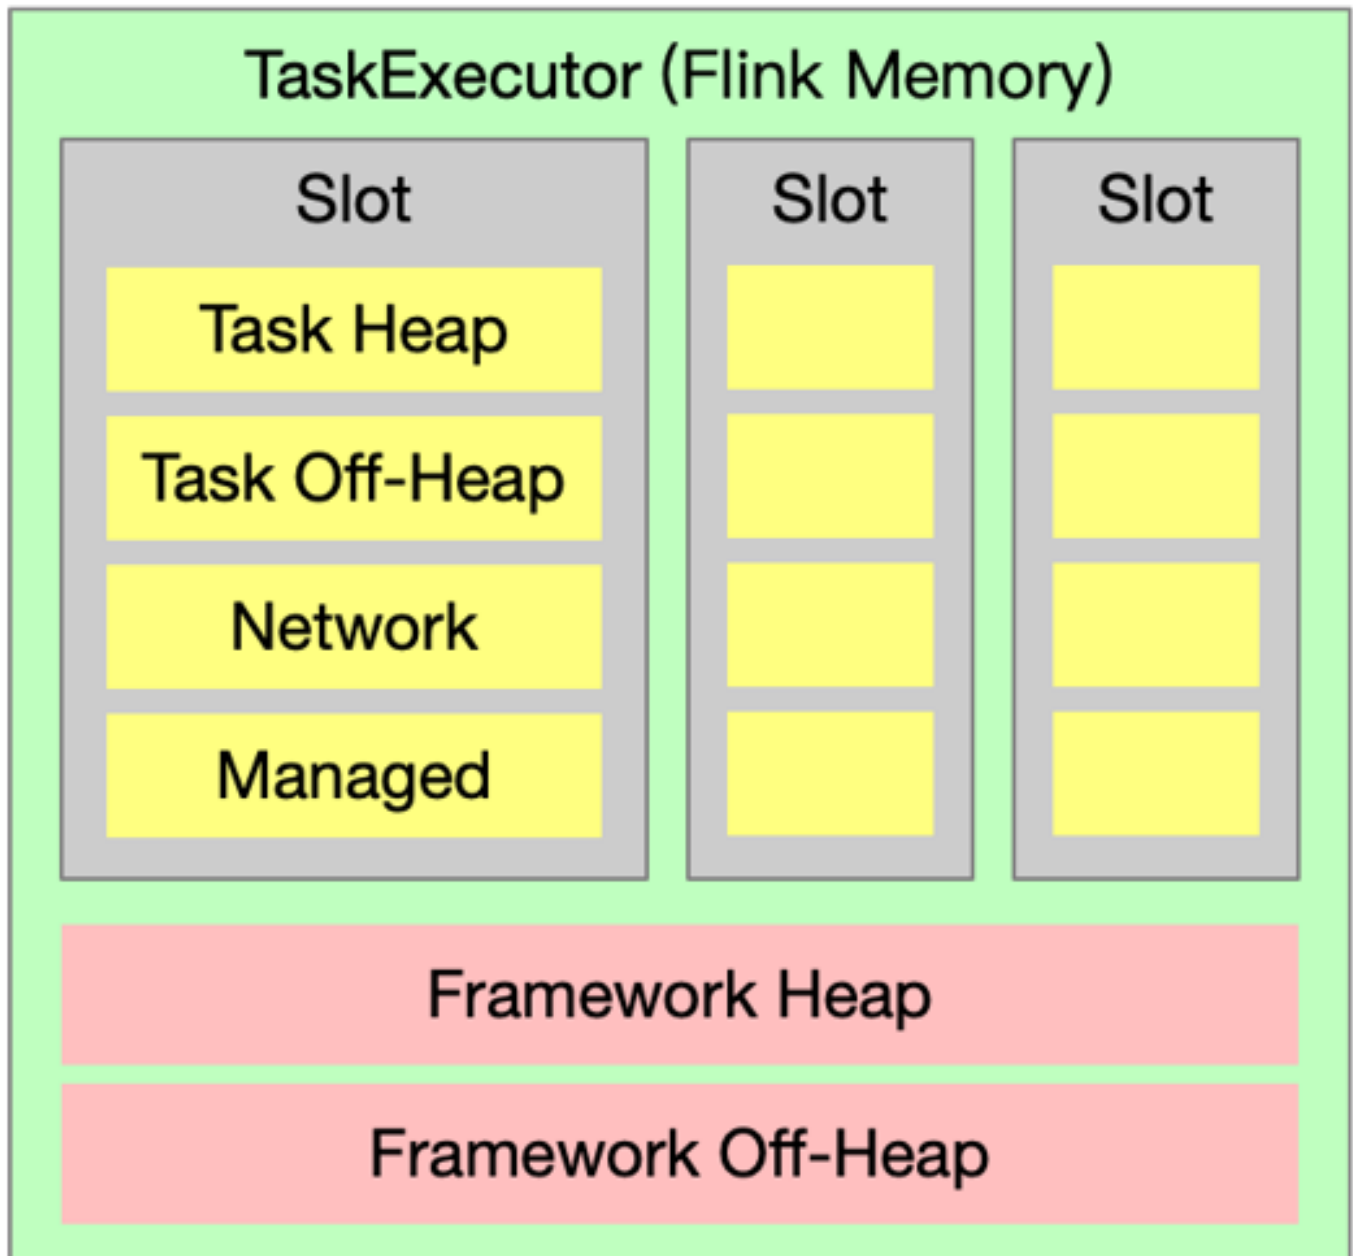 TaskExecutor (Flink Memory)
Slot
Task Heap
Task Off-Heap
Network
Managed
Slot
Slot
Framework Heap
Framework Off-Heap